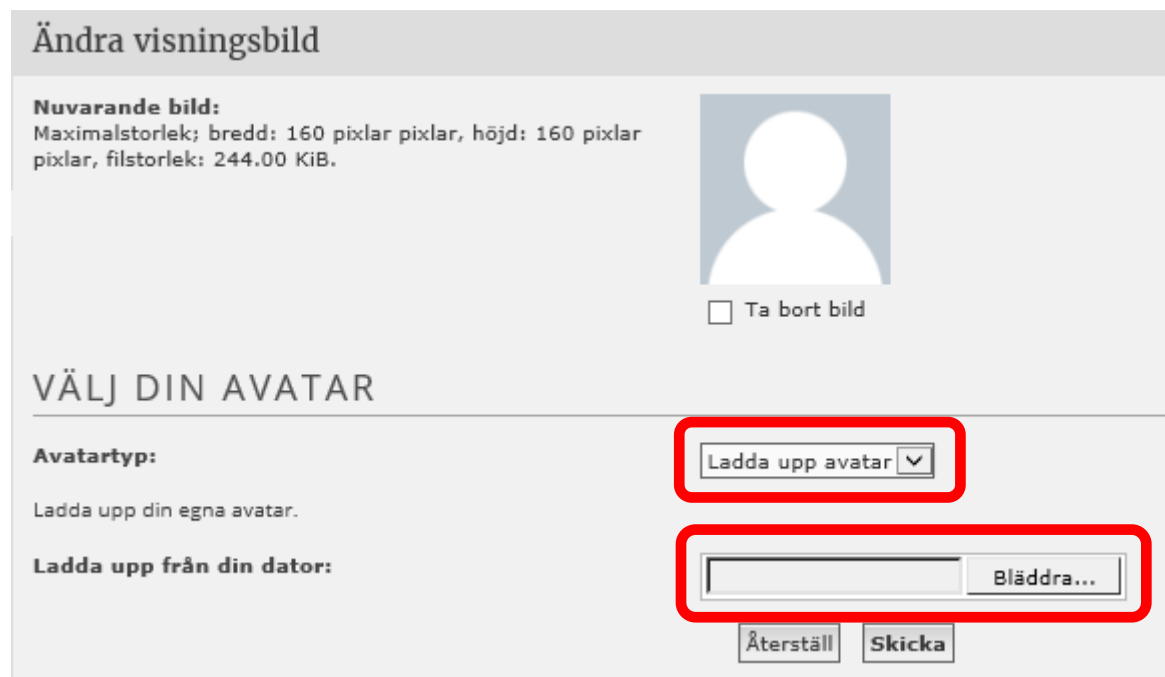 Ändra visningsbild
Nuvarande bild:
Maximalstorlek; bredd: 160 pixlar pixlar, höjd: 160 pixlar
pixlar, filstorlek: 244.00 KiB.
Ta bort bild
VÄLJ DIN AVATAR
Avatartyp:
Ladda upp avatar
Ladda upp din egna avatar.
Ladda upp från din dator:
Bläddra...
Återställ
Skicka